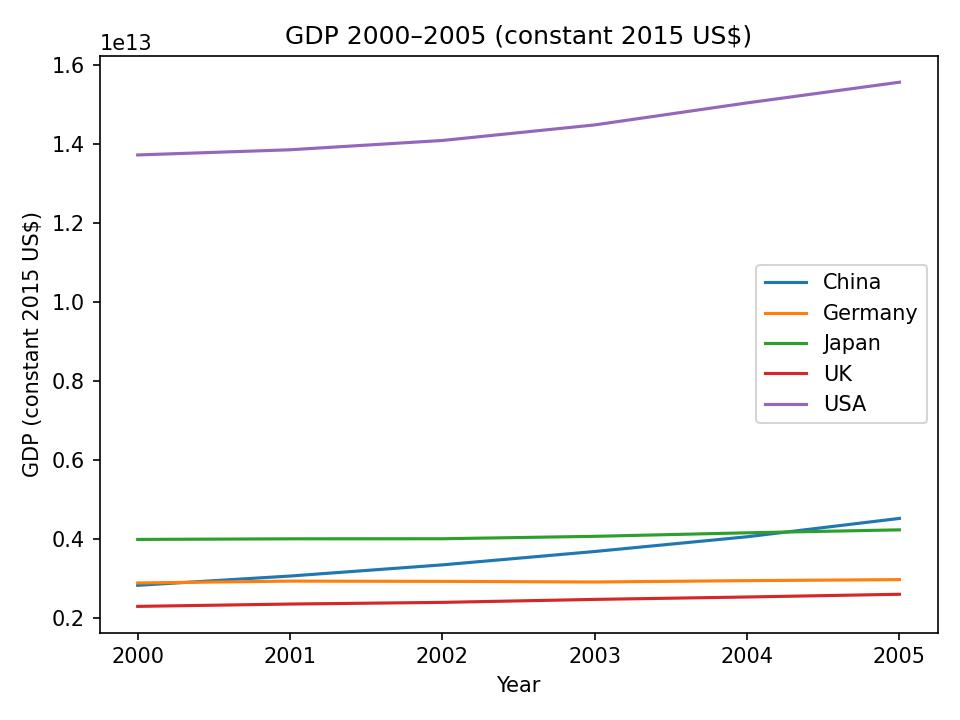 GDP 2000–2005 (constant 2015 US$)
1e13
1.6
1.4
1.2
1.0
0.8
0.6
0.4
0.2
GDP (constant 2015 US$)
China
Germany
Japan
UK
USA
2000 2001 2002 2003 2004 2005
Year